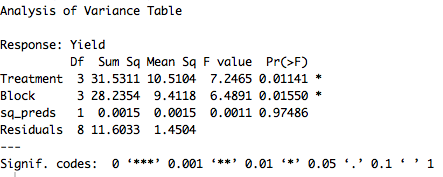 Analysis of Variance Table

Response: Yield
          Df  Sum Sq Mean Sq F value  Pr(>F)
Treatment  3 31.5311 10.5104  7.2465 0.01141 *
Block      3 28.2354  9.4118  6.4891 0.01550 *
sq_preds   1  0.0015  0.0015  0.0011 0.97486
Residuals  8 11.6033  1.4504
---
Signif. codes:  0 ‘***’ 0.001 ‘**’ 0.01 ‘*’ 0.05 ‘.’ 0.1 ‘ ’ 1